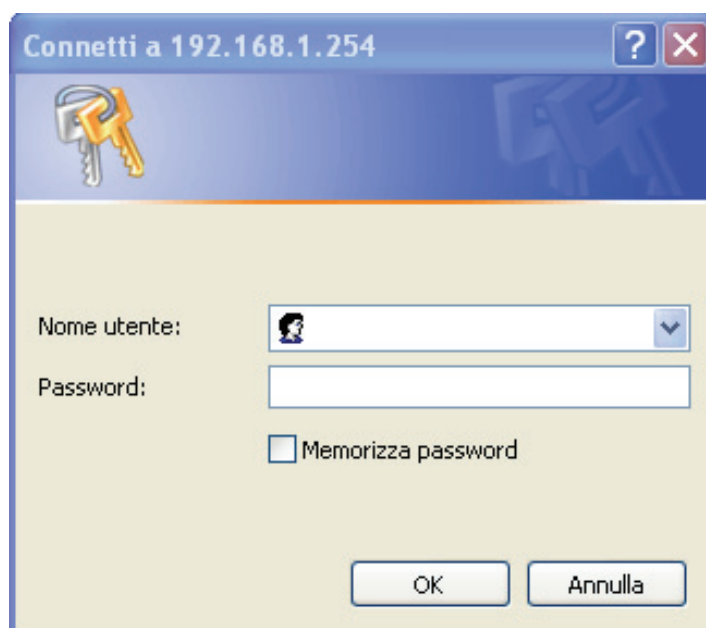 Connetti a 192.168.1.254
Nome utente:
Password:
Memorizza password
OK
Annulla